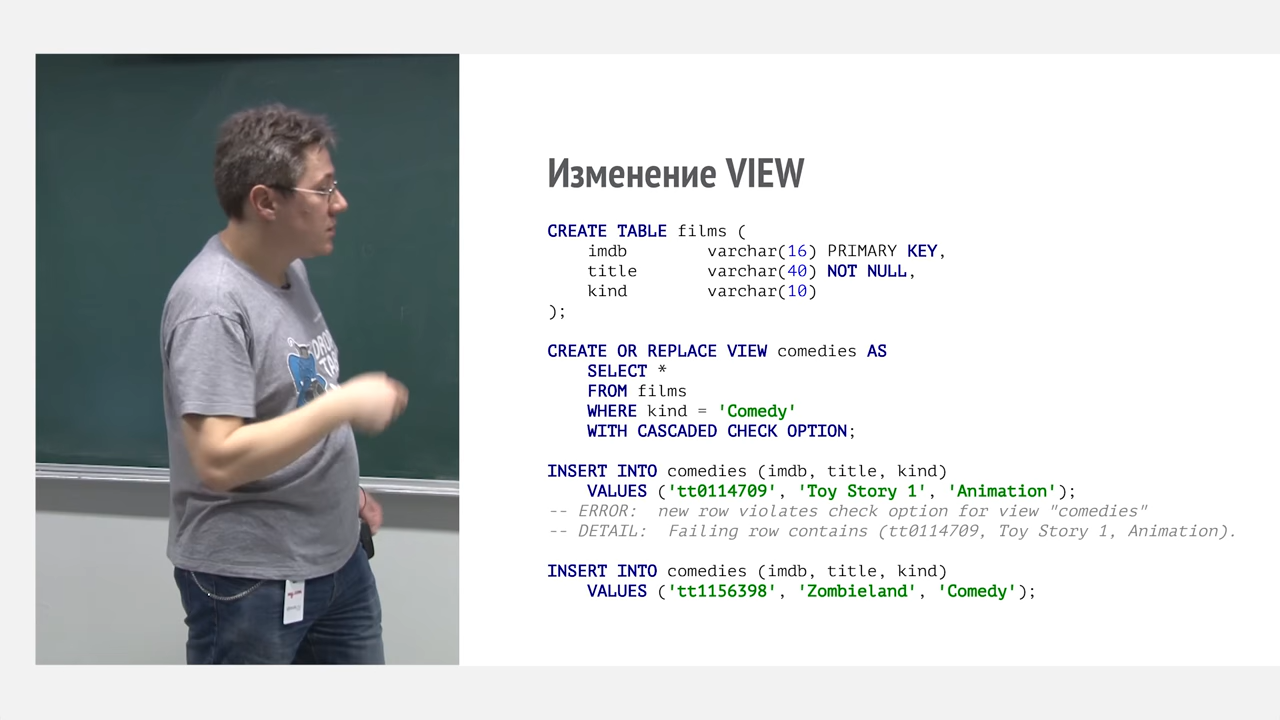 Изменение VIEW
CREATE TABLE films (
    imdb        varchar(16) PRIMARY KEY,
    title       varchar(40) NOT NULL,
    kind        varchar(10)
);
CREATE OR REPLACE VIEW comedies AS
    SELECT *
    FROM films
    WHERE kind = 'Comedy'
    WITH CASCADED CHECK OPTION;
INSERT INTO comedies (imdb, title, kind)
    VALUES ('tt0114709', 'Toy Story 1', 'Animation');
-- ERROR:  new row violates check option for view "comedies"
-- DETAIL:  Failing row contains (tt0114709, Toy Story 1, Animation).
INSERT INTO comedies (imdb, title, kind)
    VALUES ('tt1156398', 'Zombieland', 'Comedy');